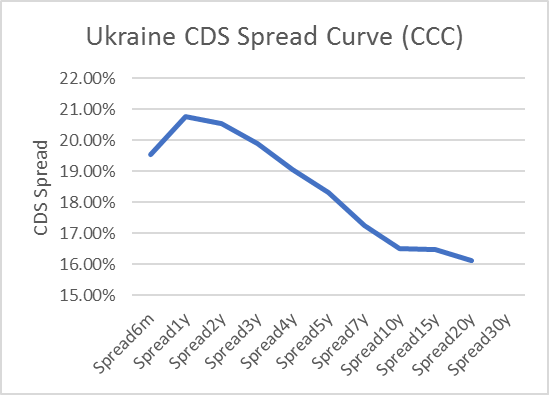 Ukraine CDS Spread Curve (CCC)
22.00%
21.00%
20.00%
19.00%
18.00%
17.00%
16.00%
15.00%
CDS Spread
Spread6m
Spread1y
Spread2y
Spread3y
Spread4y
Spread5y
Spread7y
Spread10y
Spread15y
Spread20y
Spread30y